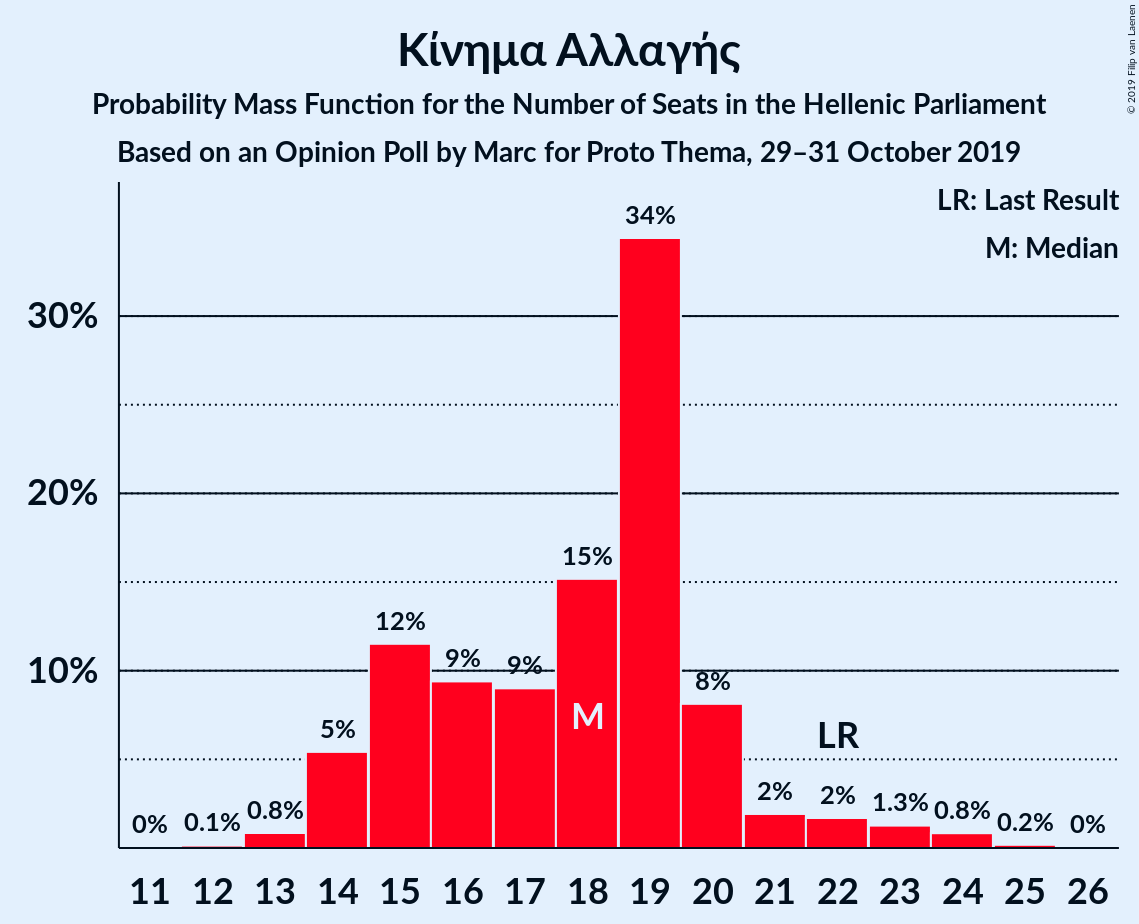 Κίνημα Αλλαγής
Probability Mass Function for the Number of Seats in the Hellenic Parliament
Based on an Opinion Poll by Marc for Proto Thema, 29–31 October 2019
© 2019 Filip van Laenen
LR: Last Result
M: Median
34%
30%
20%
15%
12%
10%
9%
9%
8%
M
5%
LR
2%
2%
1.3%
0.8%
0.8%
0%
0.1%
0.2%
0%
11 12 13 14 15 16 17 18 19 20 21 22 23 24 25 26